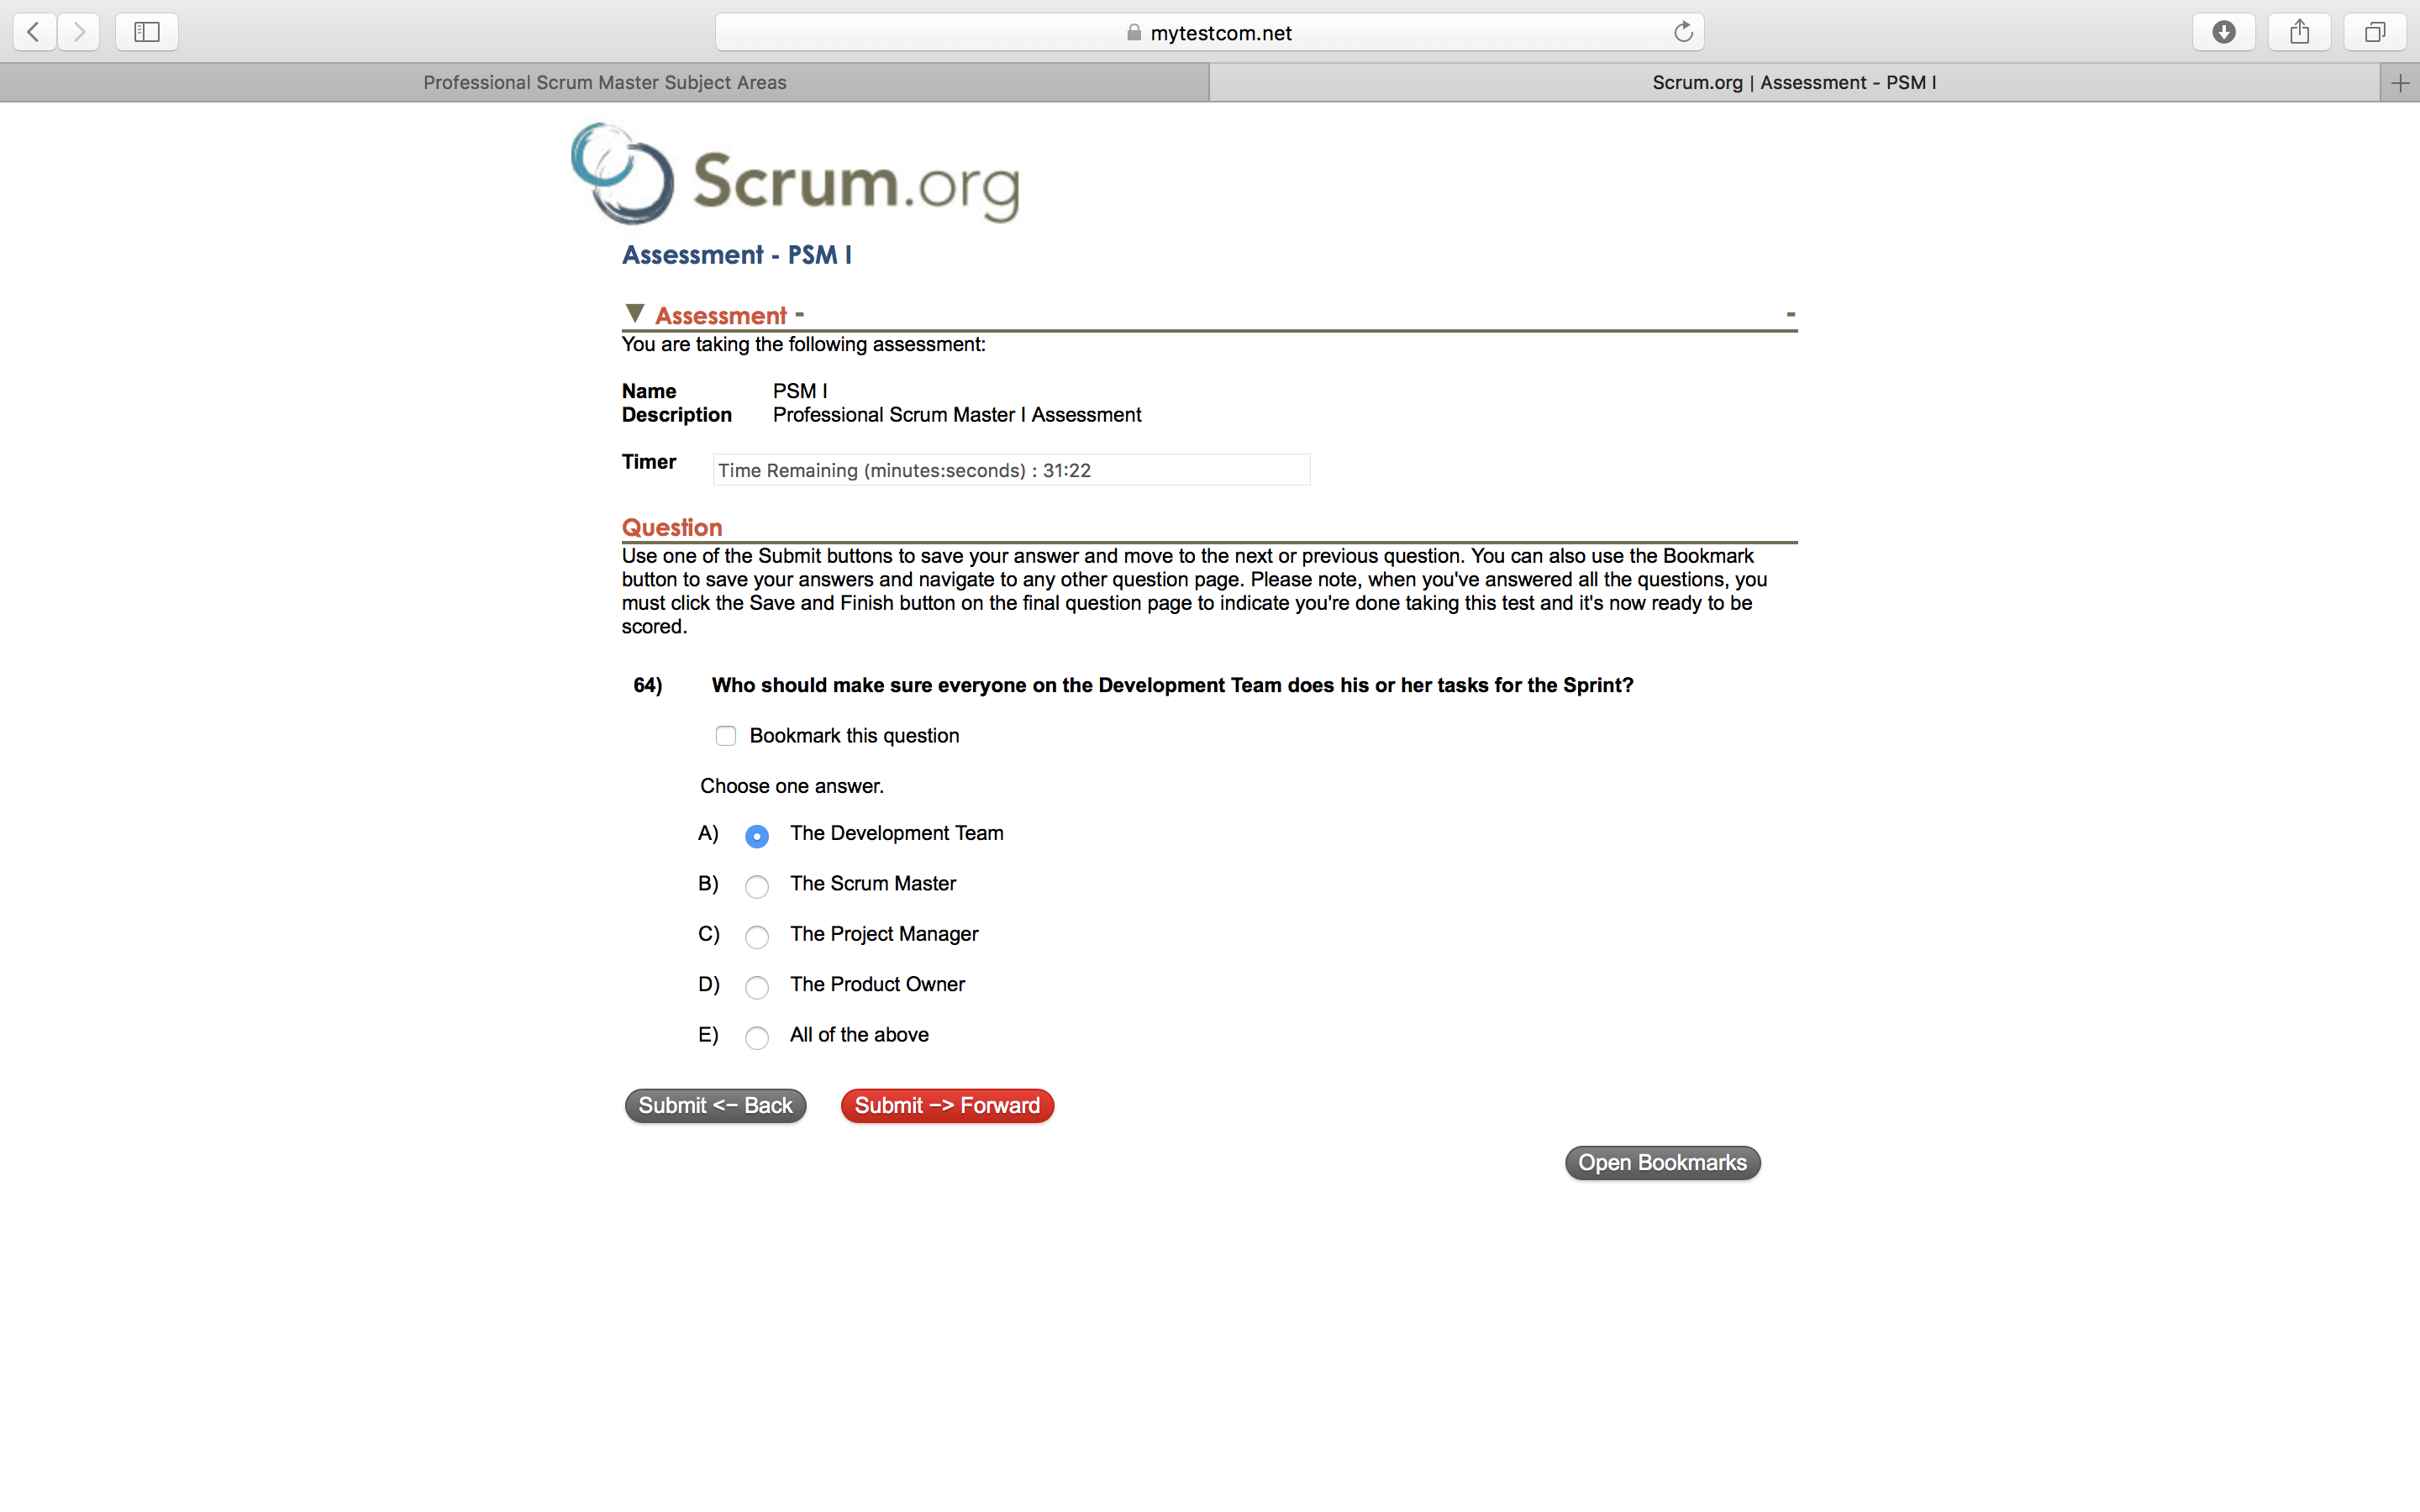 mytestcom.net
Professional Scrum Master Subject Areas
Scrum.org | Assessment - PSM I
Scrum.org
Assessment - PSM I
▼ Assessment - -
You are taking the following assessment:
Name PSM I
Description Professional Scrum Master I Assessment
Timer Time Remaining (minutes:seconds) : 31:22
Question
Use one of the Submit buttons to save your answer and move to the next or previous question. You can also use the Bookmark
button to save your answers and navigate to any other question page. Please note, when you've answered all the questions, you
must click the Save and Finish button on the final question page to indicate you're done taking this test and it's now ready to be
scored.
64) Who should make sure everyone on the Development Team does his or her tasks for the Sprint?
Bookmark this question
Choose one answer.
A) The Development Team
B) The Scrum Master
C) The Project Manager
D) The Product Owner
E) All of the above
Submit <- Back Submit -> Forward
Open Bookmarks